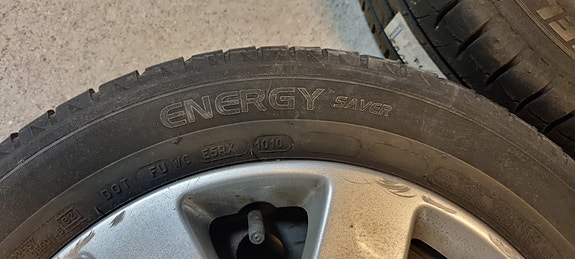 ENERGY SAVER
DOT FU WC E5RX 1010